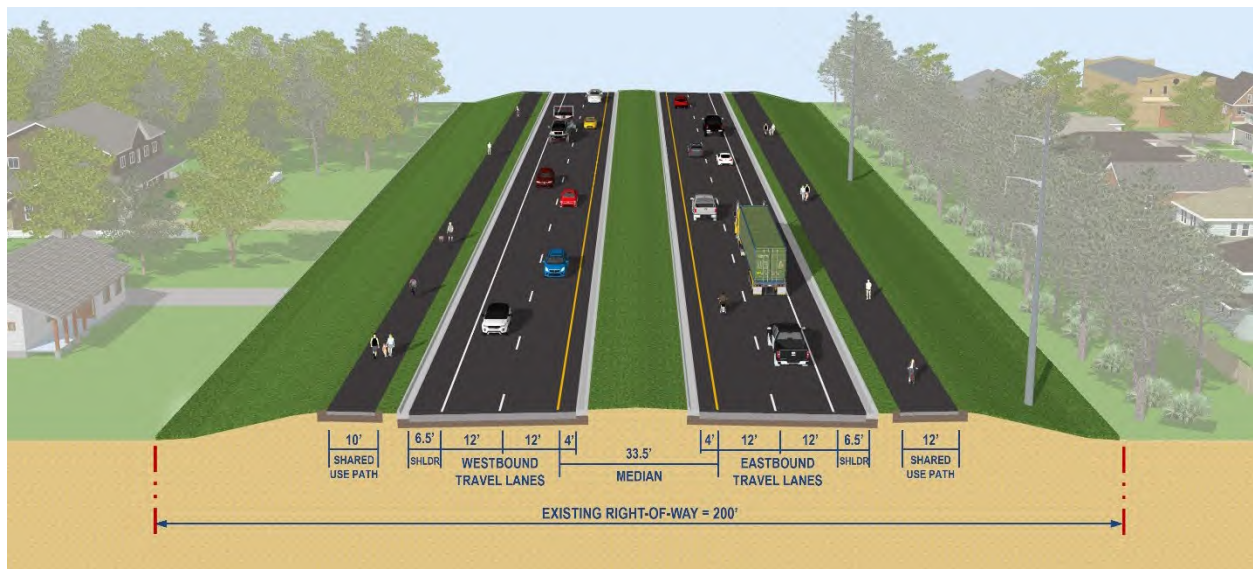 10'
SHARED
USE PATH
6.5'
SHLDR
12'
12'
WESTBOUND
TRAVEL LANES
4'
33.5'
MEDIAN
4'
12'
12'
EASTBOUND
TRAVEL LANES
6.5'
SHLDR
12'
SHARED
USE PATH
EXISTING RIGHT-OF-WAY = 200'